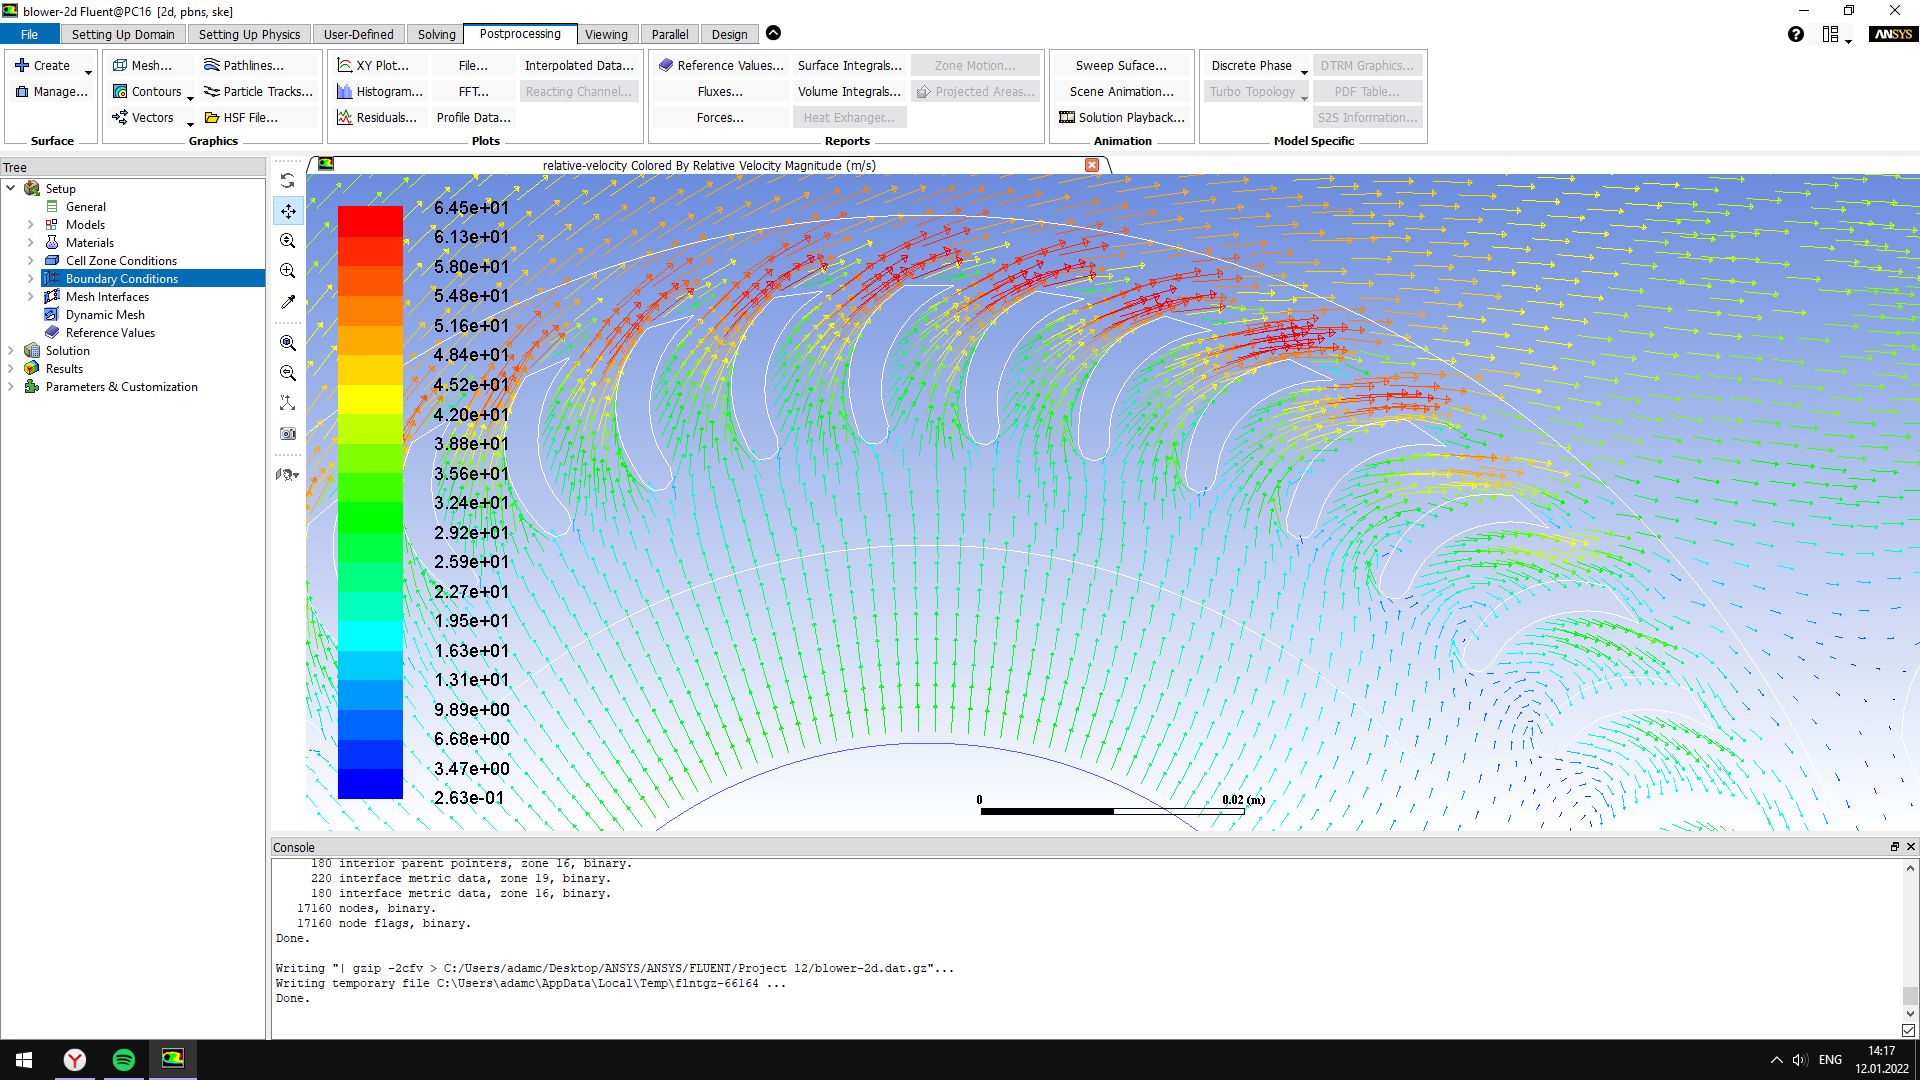 blower-2d Fluent@PC16 [2d, pbns, ske]
File Setting Up Domain Setting Up Physics User-Defined Solving Postprocessing Viewing Parallel Design
ANSYS
Create
Manage...
Surface
Mesh... Pathlines...
Contours Particle Tracks...
Vectors HSF File...
Graphics
XY Plot... File... Interpolated Data...
Histogram... FFT... Reacting Channel...
Residuals... Profile Data...
Plots
Reference Values... Surface Integrals... Zone Motion...
Fluxes... Volume Integrals... Projected Areas...
Forces... Heat Exhanger...
Reports
Sweep Suface...
Scene Animation...
Solution Playback...
Animation
Discrete Phase DTRM Graphics...
Turbo Topology PDF Table...
S2S Information...
Model Specific
Tree
Setup
General
Models
Materials
Cell Zone Conditions
Boundary Conditions
Mesh Interfaces
Dynamic Mesh
Reference Values
Solution
Results
Parameters & Customization
relative-velocity Colored By Relative Velocity Magnitude (m/s)
6.45e+01
6.13e+01
5.80e+01
5.48e+01
5.16e+01
4.84e+01
4.52e+01
4.20e+01
3.88e+01
3.56e+01
3.24e+01
2.92e+01
2.59e+01
2.27e+01
1.95e+01
1.63e+01
1.31e+01
9.89e+00
6.68e+00
3.47e+00
2.63e-01
0 0.02 (m)
Console
180 interior parent pointers, zone 16, binary.
220 interface metric data, zone 19, binary.
180 interface metric data, zone 16, binary.
17160 nodes, binary.
17160 node flags, binary.
Done.
Writing "| gzip -2cfv > C:/Users/adamc/Desktop/ANSYS/ANSYS/FLUENT/Project 12/blower-2d.dat.gz"...
Writing temporary file C:\Users\adamc\AppData\Local\Temp\flntgz-66164 ...
Done.
ENG
14:17
12.01.2022